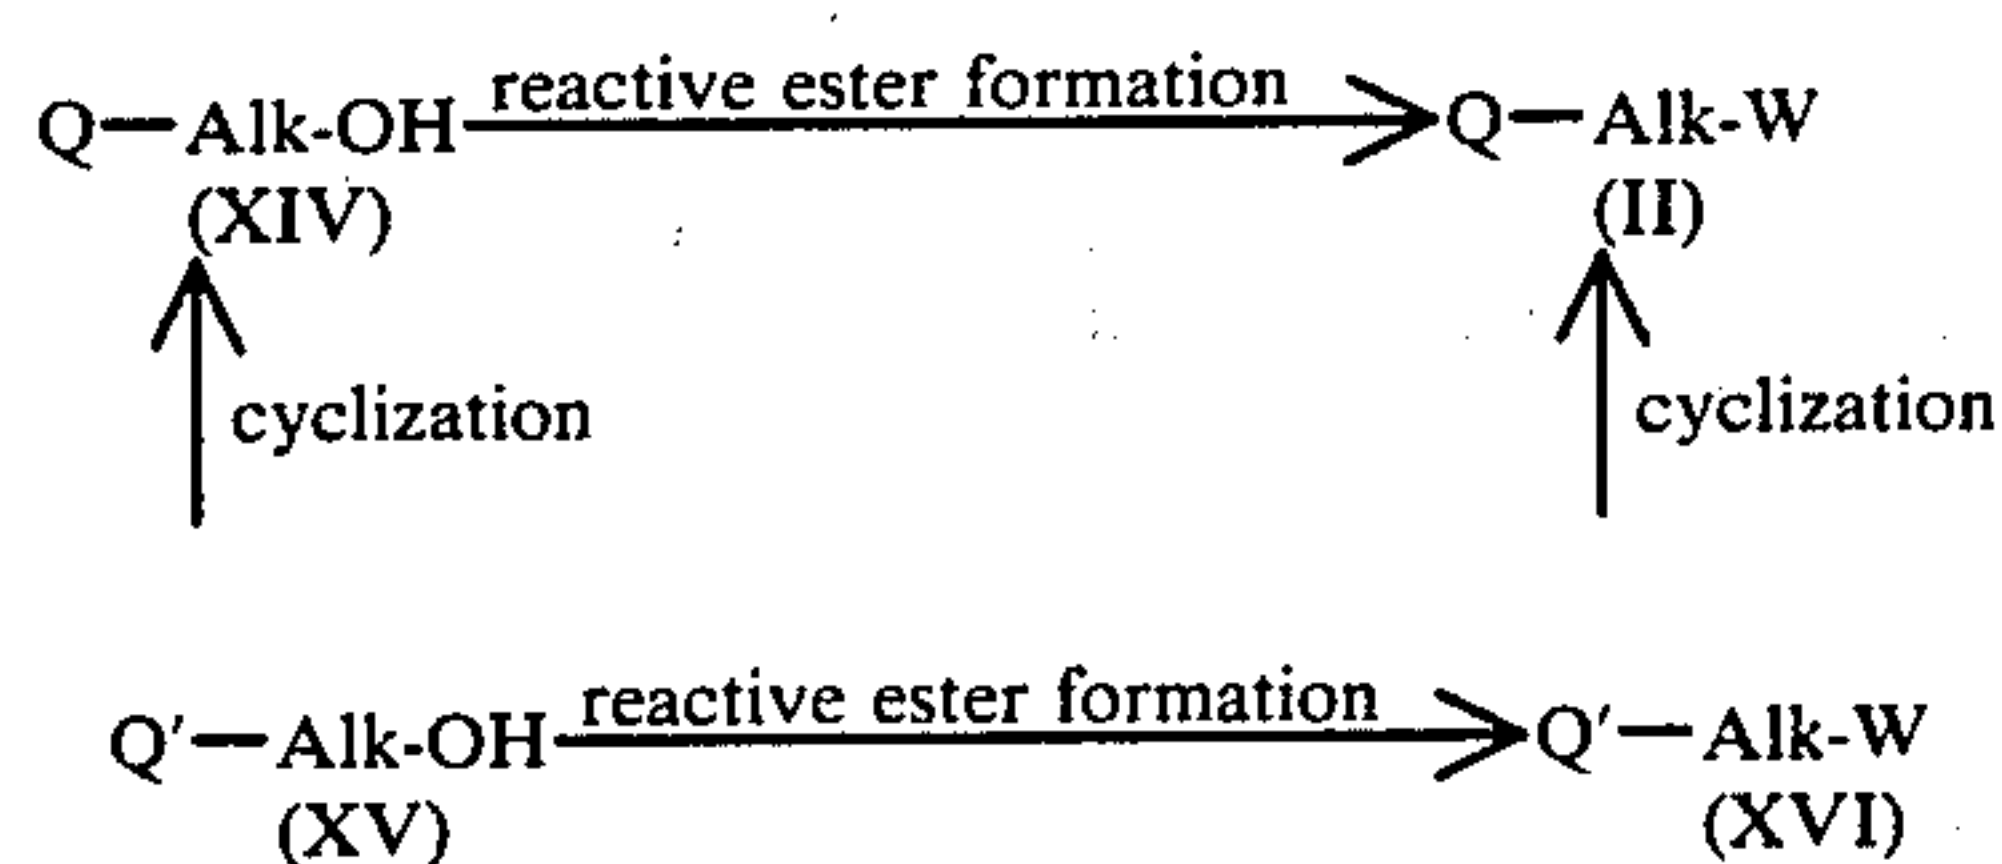 reactive ester formation
Q—Alk-OH Q—Alk-W
(XIV) (II)
cyclization cyclization
reactive ester formation
Q′—Alk-OH Q′—Alk-W
(XV) (XVI)